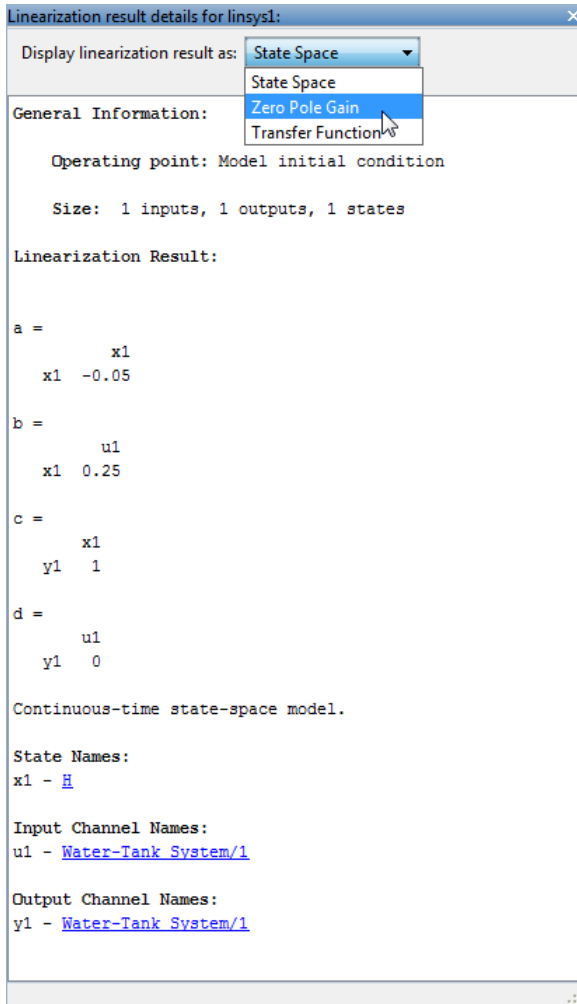 Linearization result details for linsys1:
Display linearization result as: State Space
State Space
Zero Pole Gain
Transfer Function
General Information:
Operating point: Model initial condition
Size: 1 inputs, 1 outputs, 1 states
Linearization Result:
a =
x1
x1 -0.05
b =
u1
x1 0.25
c =
x1
y1 1
d =
u1
y1 0
Continuous-time state-space model.
State Names:
x1 - H
Input Channel Names:
u1 - Water-Tank System/1
Output Channel Names:
y1 - Water-Tank System/1